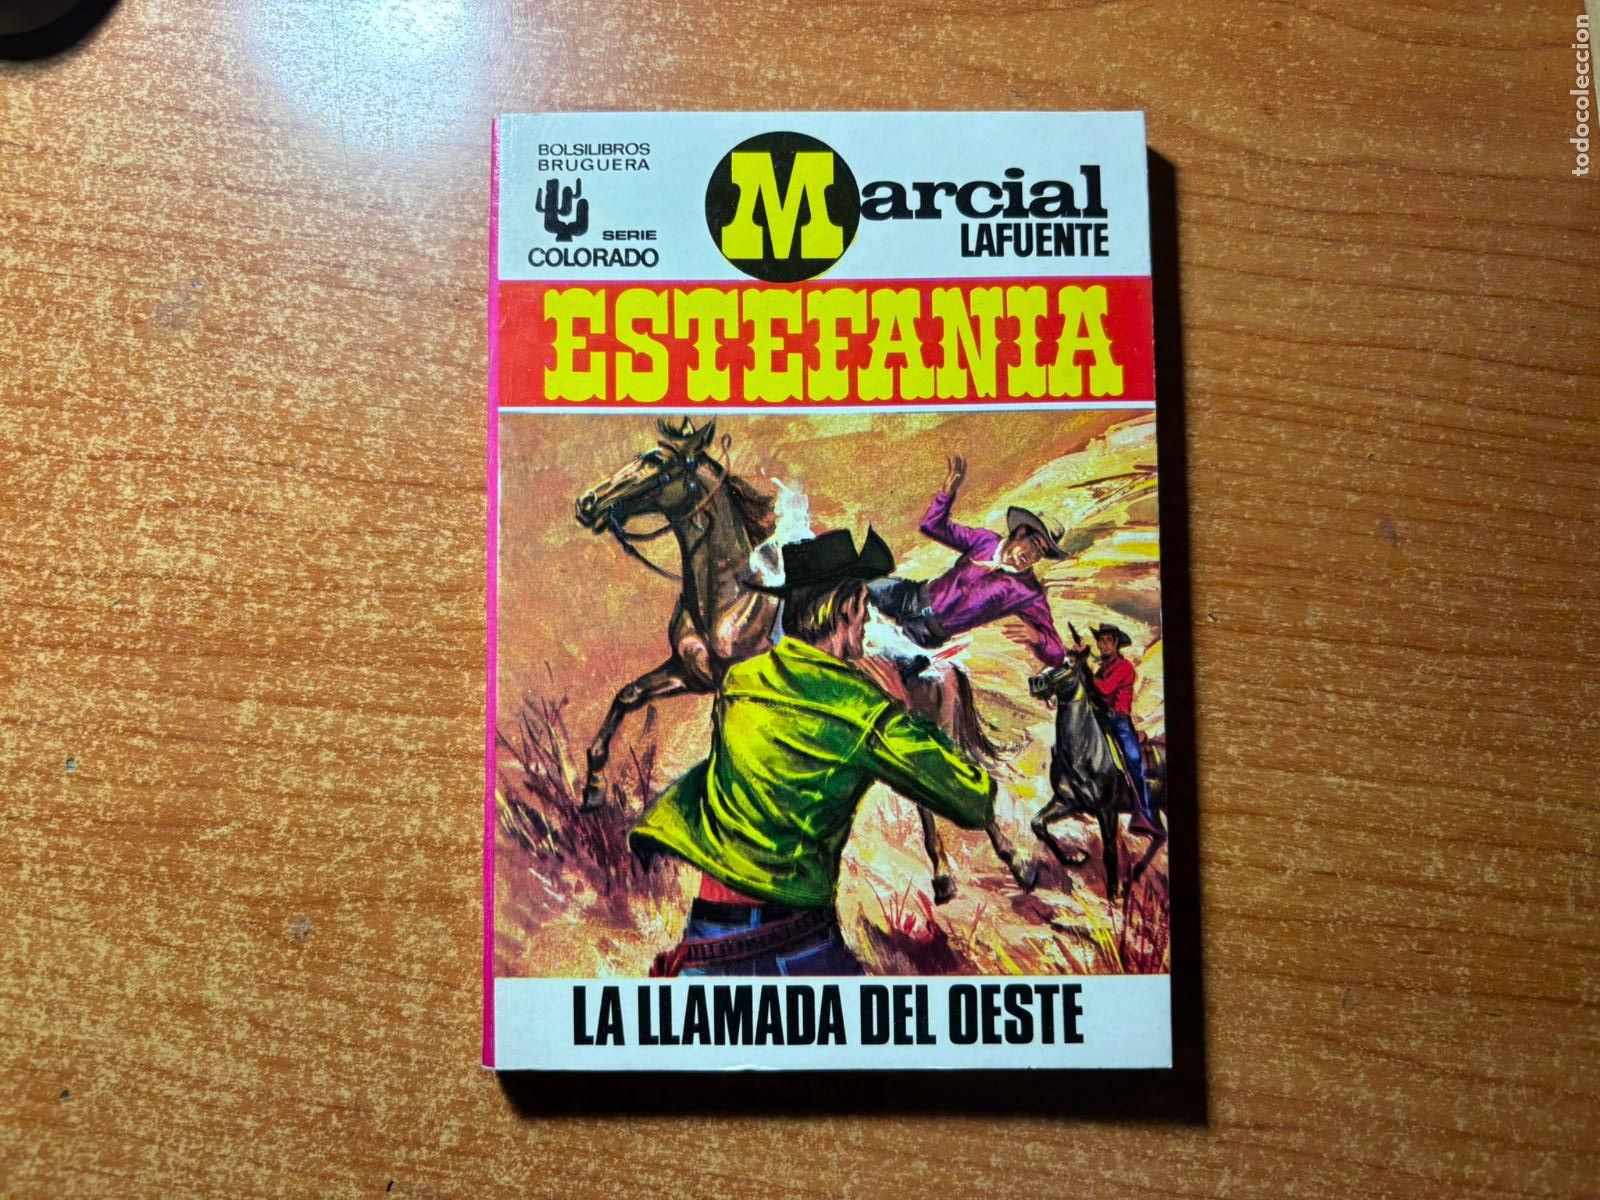 BOLSILIBROS
BRUGUERA
SERIE
COLORADO
Marcial
LAFUENTE
ESTEFANIA
LA LLAMADA DEL OESTE
todocoleccion